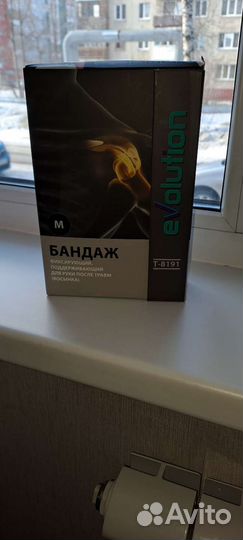 M
БАНДАЖ
ФИКСИРУЮЩИЙ,
ПОДДЕРЖИВАЮЩИЙ
ДЛЯ РУКИ ПОСЛЕ ТРАВМ
(КОСЫНКА)
evolution
T-8191
Avito